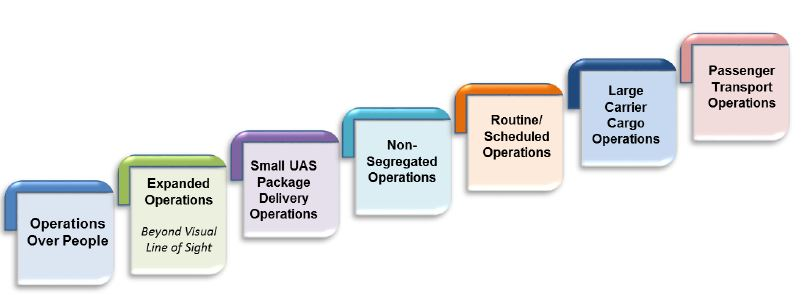 Operations
Over People
Expanded
Operations
Beyond Visual
Line of Sight
Small UAS
Package
Delivery
Operations
Non-
Segregated
Operations
Routine/
Scheduled
Operations
Large
Carrier
Cargo
Operations
Passenger
Transport
Operations